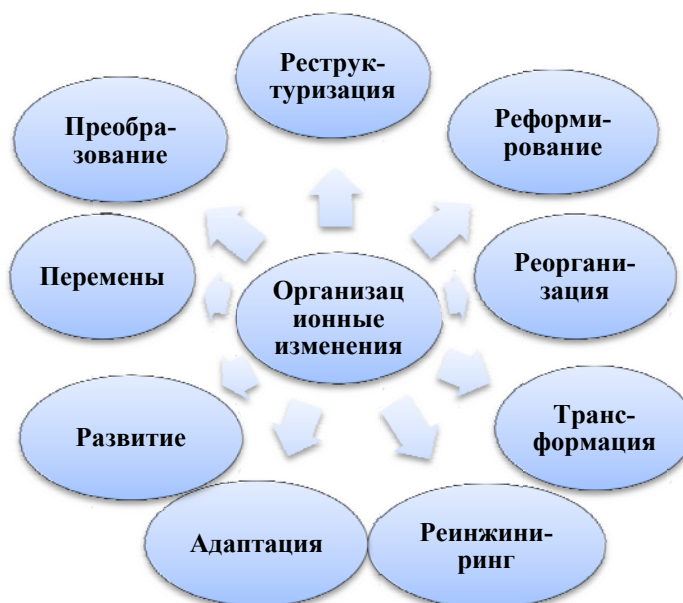 Реструк-
туризация
Преобра-
зование
Реформи-
рование
Перемены
Организац
ионные
изменения
Реоргани-
зация
Развитие
Транс-
формация
Адаптация
Реинжини-
ринг